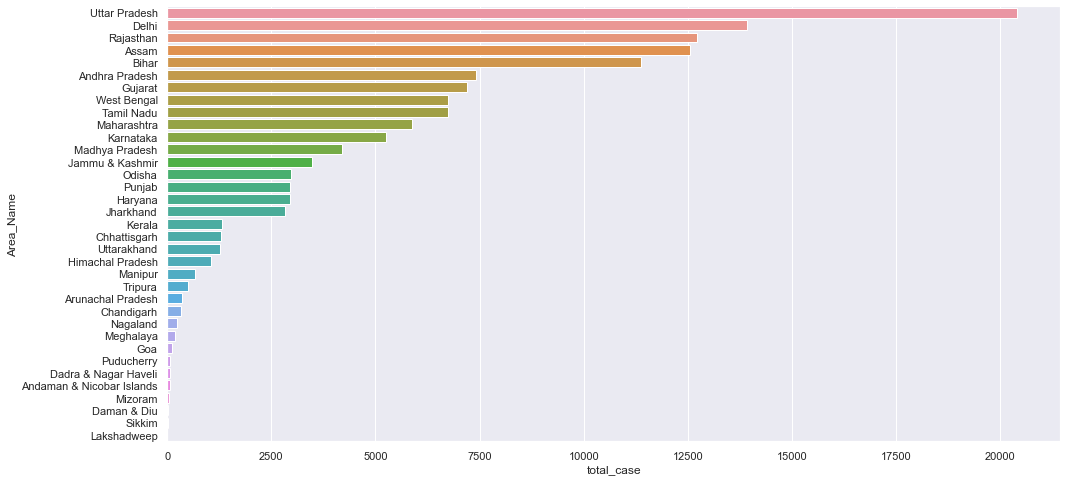 Uttar Pradesh
Delhi
Rajasthan
Assam
Bihar
Andhra Pradesh
Gujarat
West Bengal
Tamil Nadu
Maharashtra
Karnataka
Madhya Pradesh
Jammu & Kashmir
Odisha
Punjab
Haryana
Jharkhand
Kerala
Chhattisgarh
Uttarakhand
Himachal Pradesh
Manipur
Tripura
Arunachal Pradesh
Chandigarh
Nagaland
Meghalaya
Goa
Puducherry
Dadra & Nagar Haveli
Andaman & Nicobar Islands
Mizoram
Daman & Diu
Sikkim
Lakshadweep
Area_Name
0 2500 5000 7500 10000 12500 15000 17500 20000
total_case